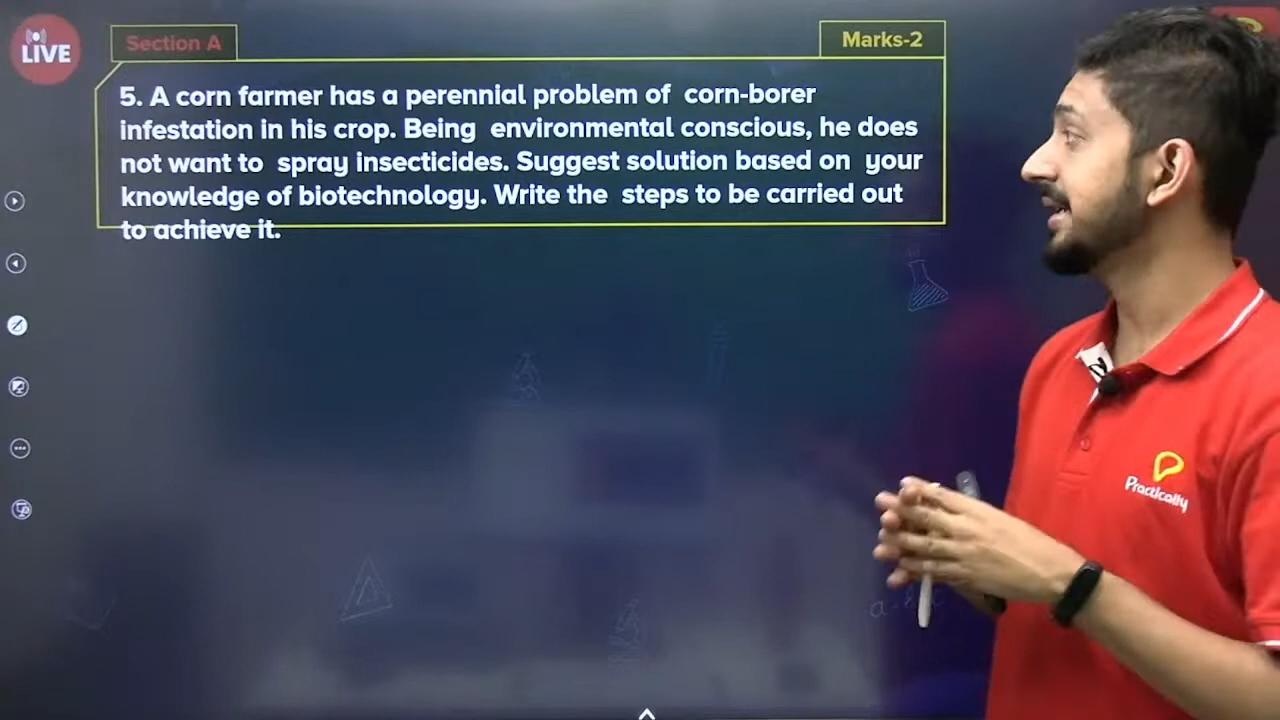 LIVE
Section A
Marks-2
5. A corn farmer has a perennial problem of corn-borer
infestation in his crop. Being environmental conscious, he does
not want to spray insecticides. Suggest solution based on your
knowledge of biotechnology. Write the steps to be carried out
to achieve it.
Practically